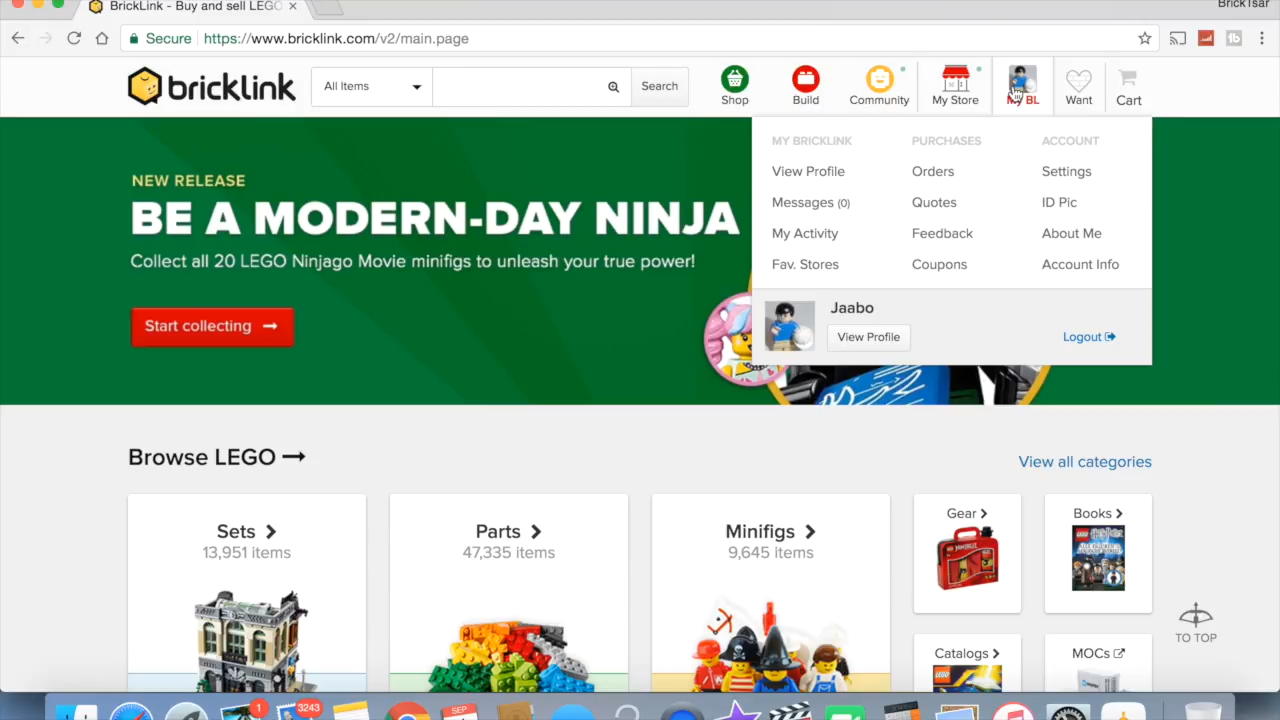 BrickTsar
BrickLink - Buy and sell LEGO
Secure https://www.bricklink.com/v2/main.page
bricklink
All Items
Search
Shop
Build
Community
My Store
My BL
Want
Cart
MY BRICKLINK
View Profile
Messages (0)
My Activity
Fav. Stores
PURCHASES
Orders
Quotes
Feedback
Coupons
ACCOUNT
Settings
ID Pic
About Me
Account Info
Jaabo
View Profile
Logout
NEW RELEASE
BE A MODERN-DAY NINJA
Collect all 20 LEGO Ninjago Movie minifigs to unleash your true power!
Start collecting
Browse LEGO
View all categories
Sets
13,951 items
Parts
47,335 items
Minifigs
9,645 items
Gear
Books
Catalogs
MOCs
TO TOP
1
3243
SEP